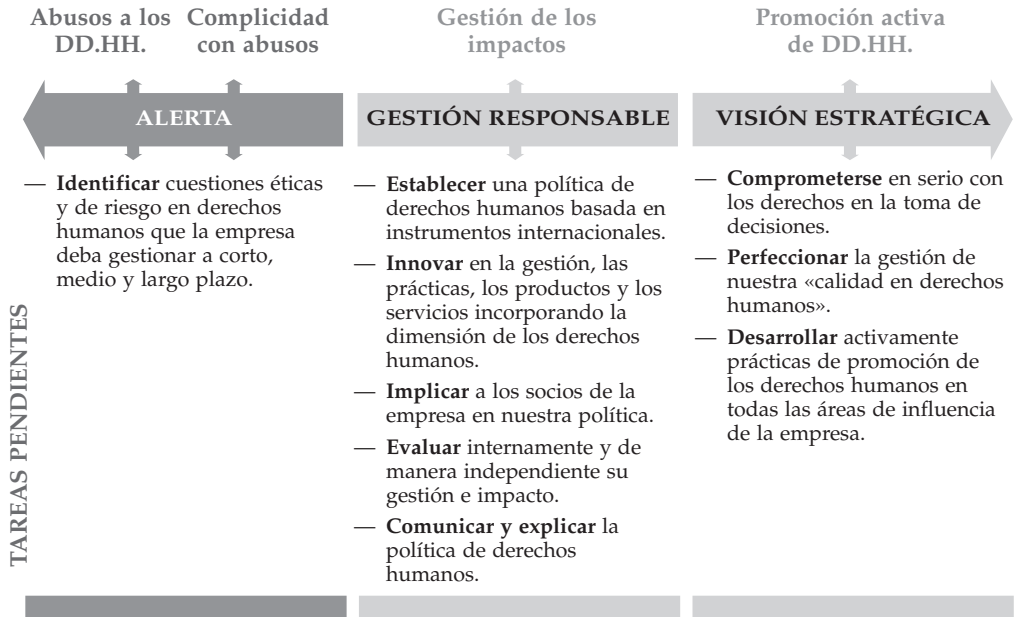 Abusos a los
DD.HH.
Complicidad
con abusos
Gestión de los
impactos
Promoción activa
de DD.HH.
ALERTA
GESTIÓN RESPONSABLE
VISIÓN ESTRATÉGICA
TAREAS PENDIENTES
— Identificar cuestiones éticas
y de riesgo en derechos
humanos que la empresa
deba gestionar a corto,
medio y largo plazo.
— Establecer una política de
derechos humanos basada en
instrumentos internacionales.
— Innovar en la gestión, las
prácticas, los productos y los
servicios incorporando la
dimensión de los derechos
humanos.
— Implicar a los socios de la
empresa en nuestra política.
— Evaluar internamente y de
manera independiente su
gestión e impacto.
— Comunicar y explicar la
política de derechos
humanos.
— Comprometerse en serio con
los derechos en la toma de
decisiones.
— Perfeccionar la gestión de
nuestra «calidad en derechos
humanos».
— Desarrollar activamente
prácticas de promoción de
los derechos humanos en
todas las áreas de influencia
de la empresa.